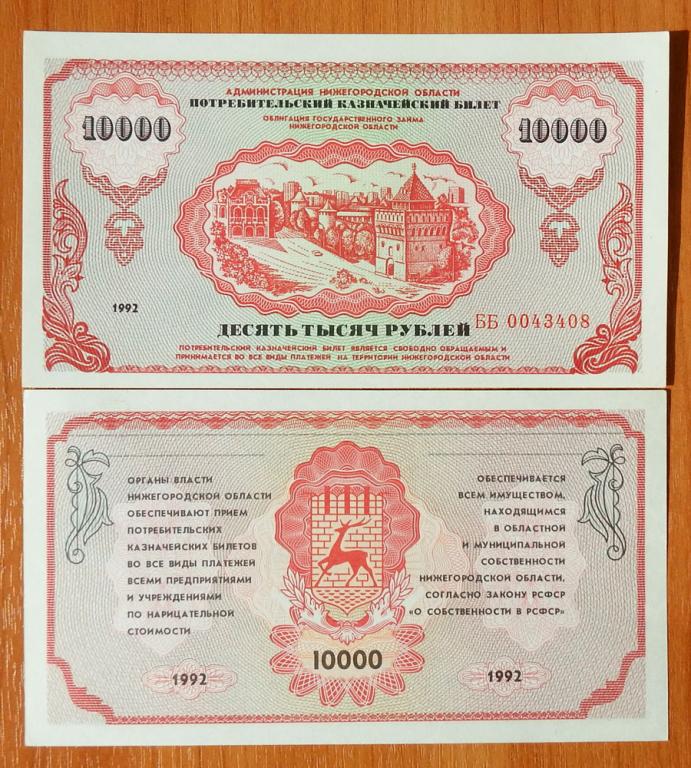 АДМИНИСТРАЦИЯ НИЖЕГОРОДСКОЙ ОБЛАСТИ
ПОТРЕБИТЕЛЬСКИЙ КАЗНАЧЕЙСКИЙ БИЛЕТ
ОБЛИГАЦИЯ ГОСУДАРСТВЕННОГО ЗАЙМА
НИЖЕГОРОДСКОЙ ОБЛАСТИ
10000
10000
1992
ДЕСЯТЬ ТЫСЯЧ РУБЛЕЙ
ББ 0043408
ПОТРЕБИТЕЛЬСКИЙ КАЗНАЧЕЙСКИЙ БИЛЕТ ЯВЛЯЕТСЯ СВОБОДНО ОБРАЩАЕМЫМ И
ПРИНИМАЕТСЯ ВО ВСЕ ВИДЫ ПЛАТЕЖЕЙ НА ТЕРРИТОРИИ НИЖЕГОРОДСКОЙ ОБЛАСТИ
ОРГАНЫ ВЛАСТИ
НИЖЕГОРОДСКОЙ ОБЛАСТИ
ОБЕСПЕЧИВАЮТ ПРИЕМ
ПОТРЕБИТЕЛЬСКИХ
КАЗНАЧЕЙСКИХ БИЛЕТОВ
ВО ВСЕ ВИДЫ ПЛАТЕЖЕЙ
ВСЕМИ ПРЕДПРИЯТИЯМИ
И УЧРЕЖДЕНИЯМИ
ПО НАРИЦАТЕЛЬНОЙ
СТОИМОСТИ
ОБЕСПЕЧИВАЕТСЯ
ВСЕМ ИМУЩЕСТВОМ,
НАХОДЯЩИМСЯ
В ОБЛАСТНОЙ
И МУНИЦИПАЛЬНОЙ
СОБСТВЕННОСТИ
НИЖЕГОРОДСКОЙ ОБЛАСТИ,
СОГЛАСНО ЗАКОНУ РСФСР
«О СОБСТВЕННОСТИ В РСФСР»
1992
10000
1992